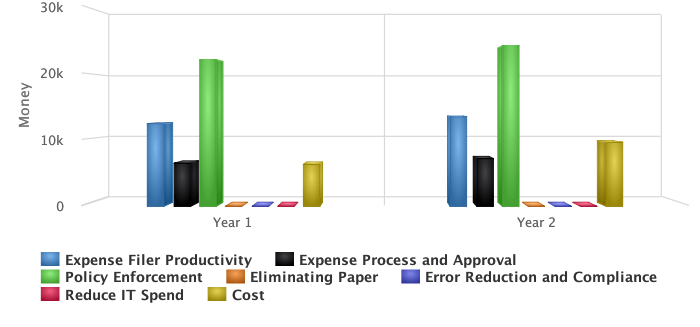 30k
20k
Money
10k
0
Year 1
Year 2
Expense Filer Productivity
Expense Process and Approval
Policy Enforcement
Eliminating Paper
Error Reduction and Compliance
Reduce IT Spend
Cost